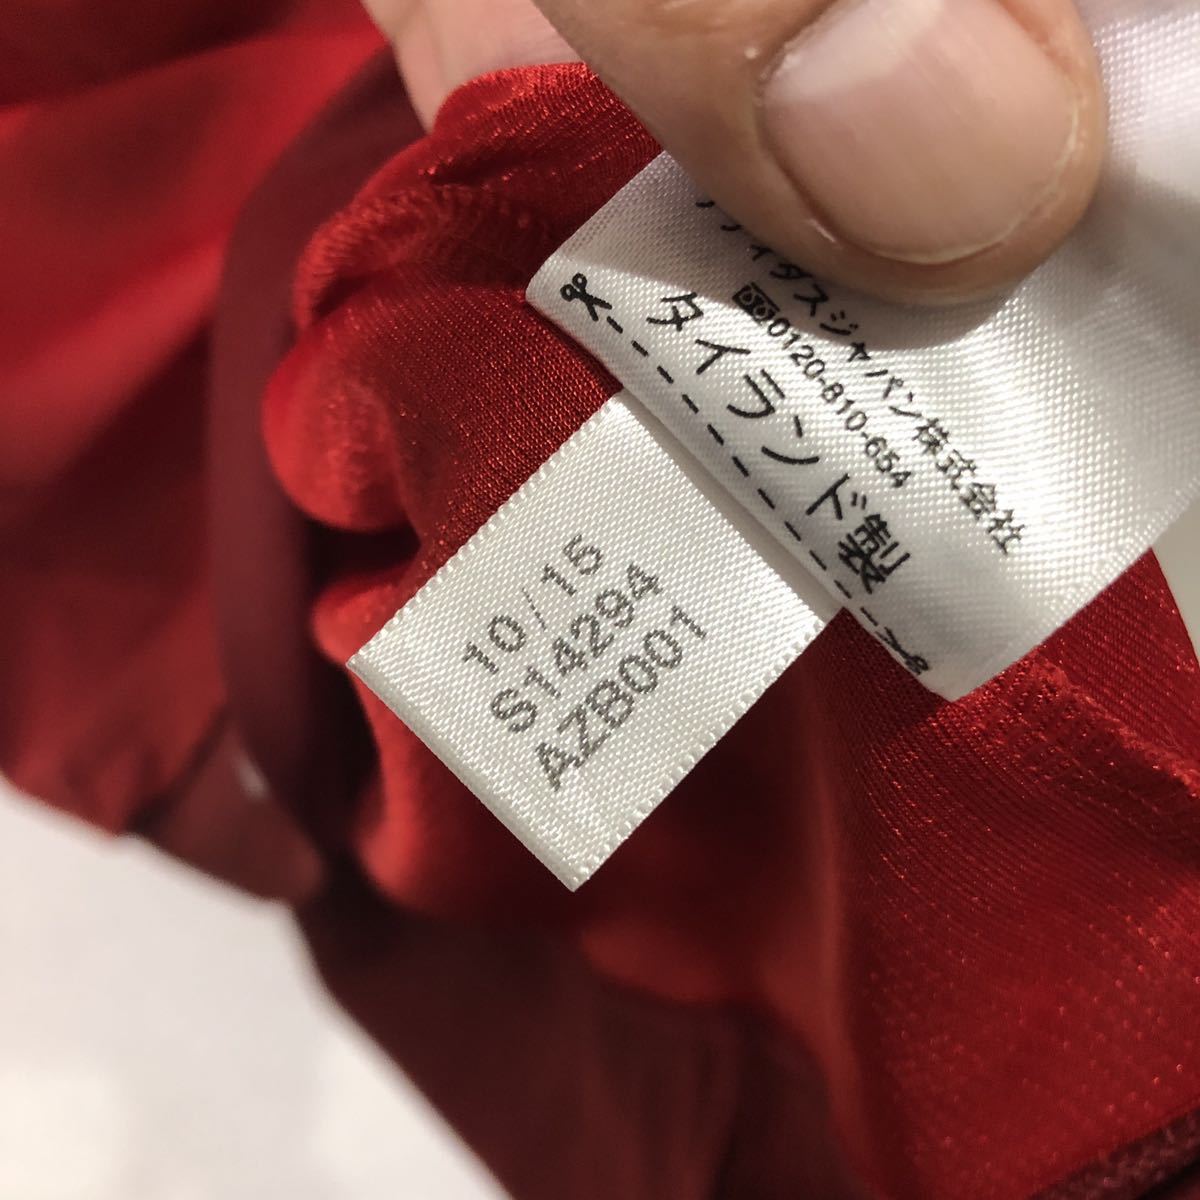 アディダスジャパン株式会社
0120-810-654
タイランド製
10/15
S14294
AZB001